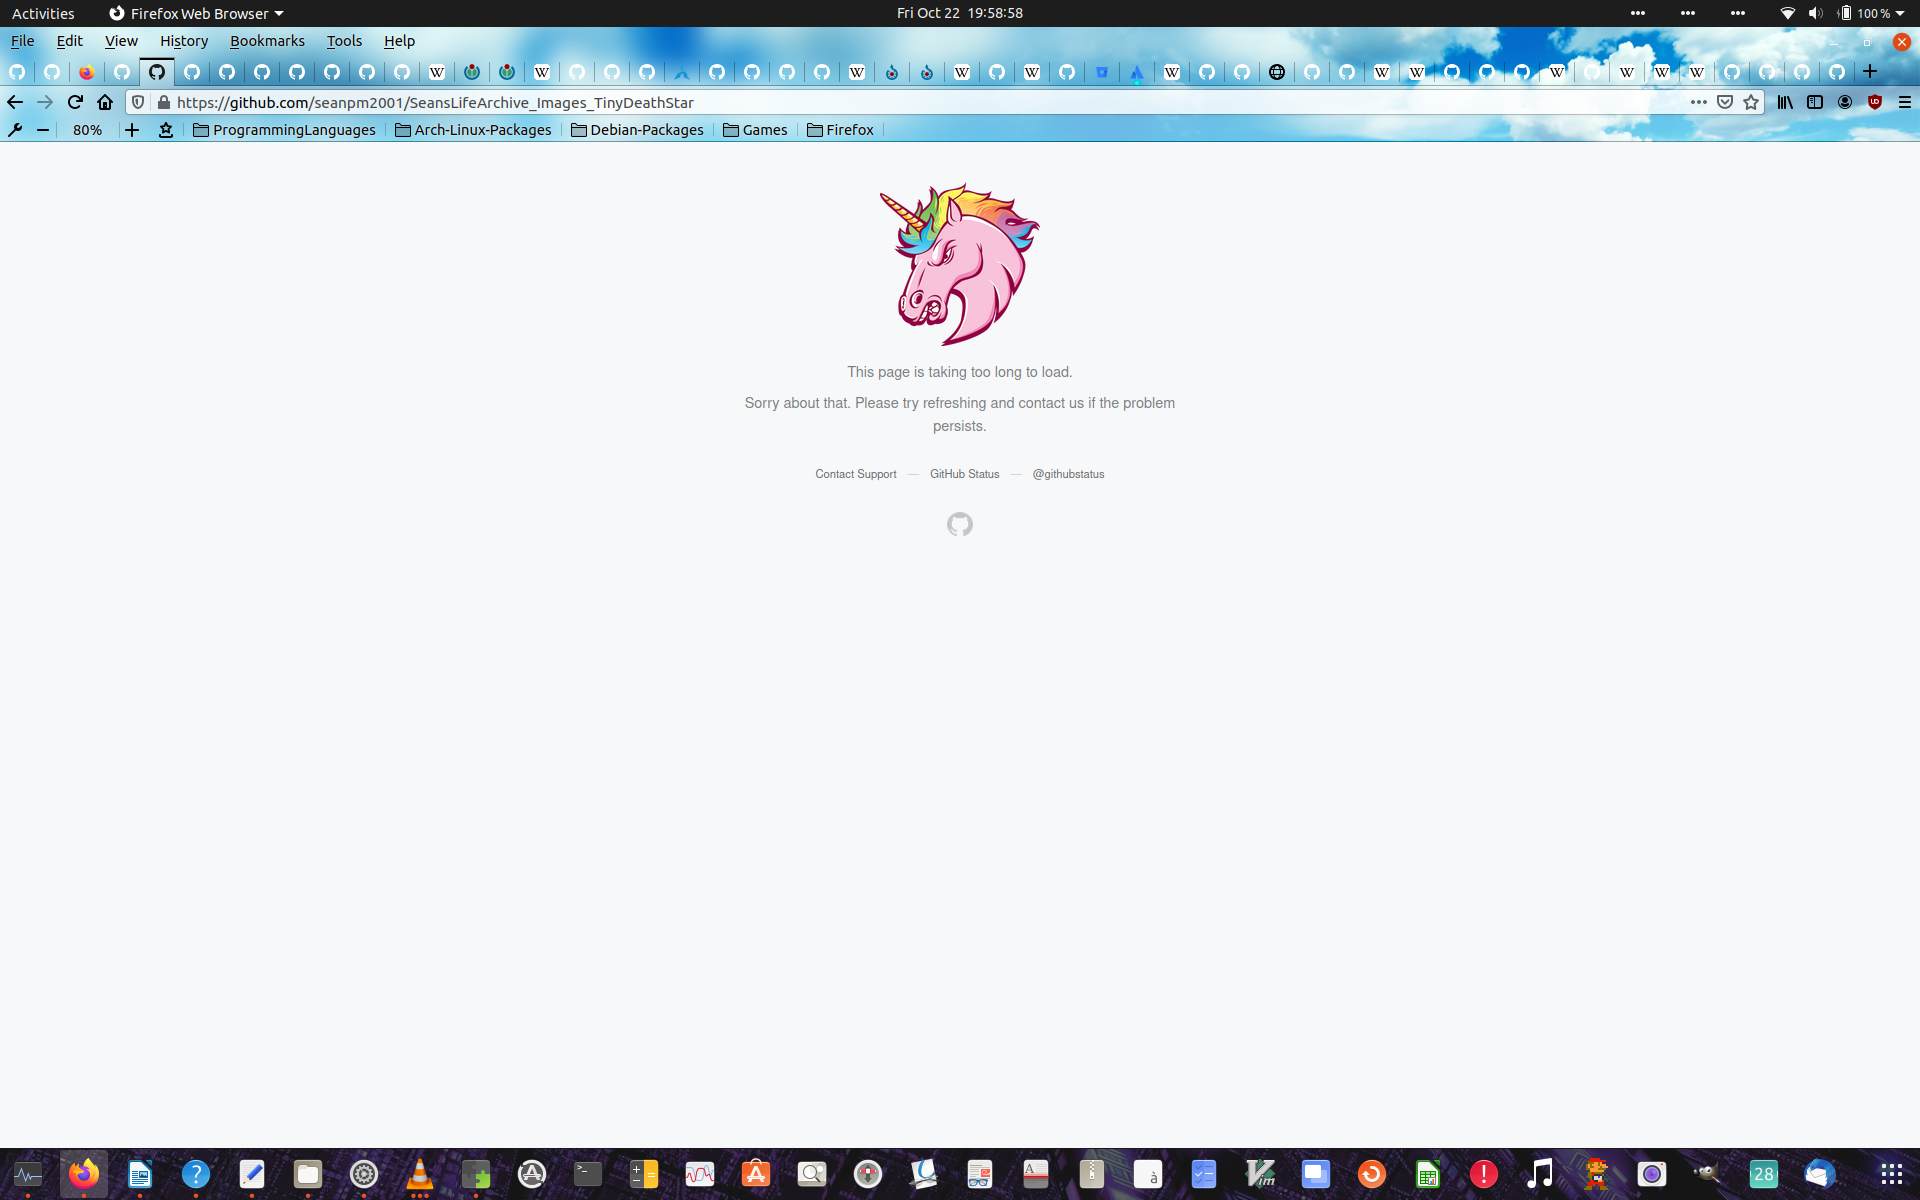 Activities
Firefox Web Browser
Fri Oct 22 19:58:58
100 %
File Edit View History Bookmarks Tools Help
https://github.com/seanpm2001/SeansLifeArchive_Images_TinyDeathStar
80%
ProgrammingLanguages
Arch-Linux-Packages
Debian-Packages
Games
Firefox
This page is taking too long to load.
Sorry about that. Please try refreshing and contact us if the problem
persists.
Contact Support — GitHub Status — @githubstatus
28